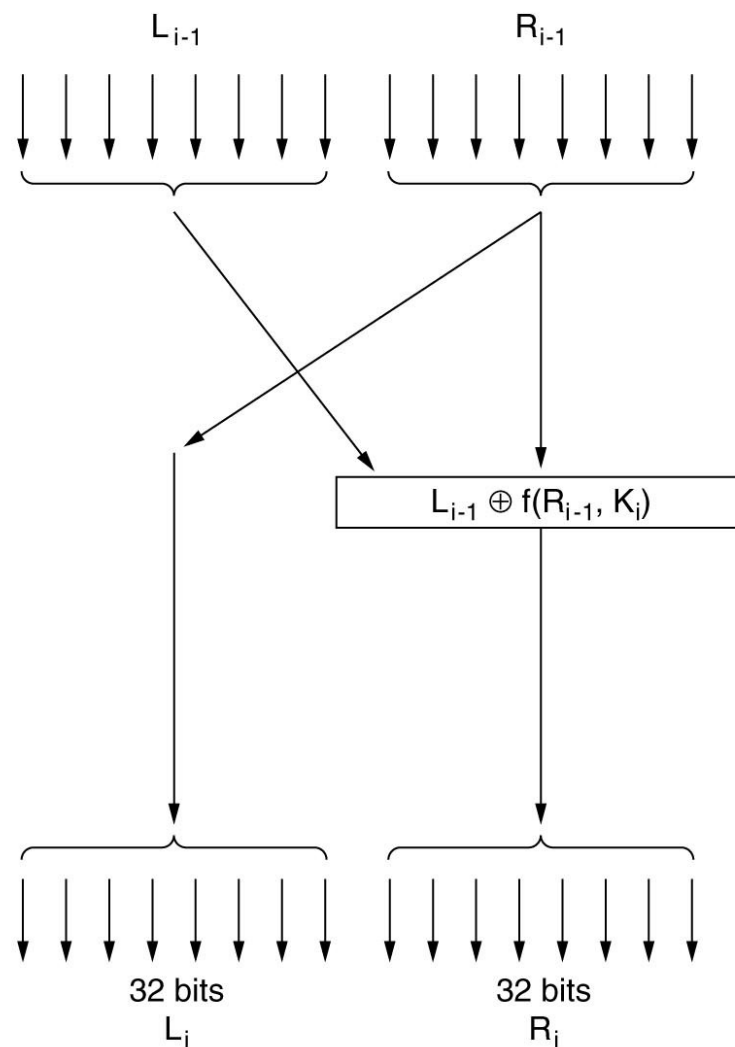 L i-1
R i-1
L i-1 ⊕ f(R i-1, K i)
32 bits
L i
32 bits
R i